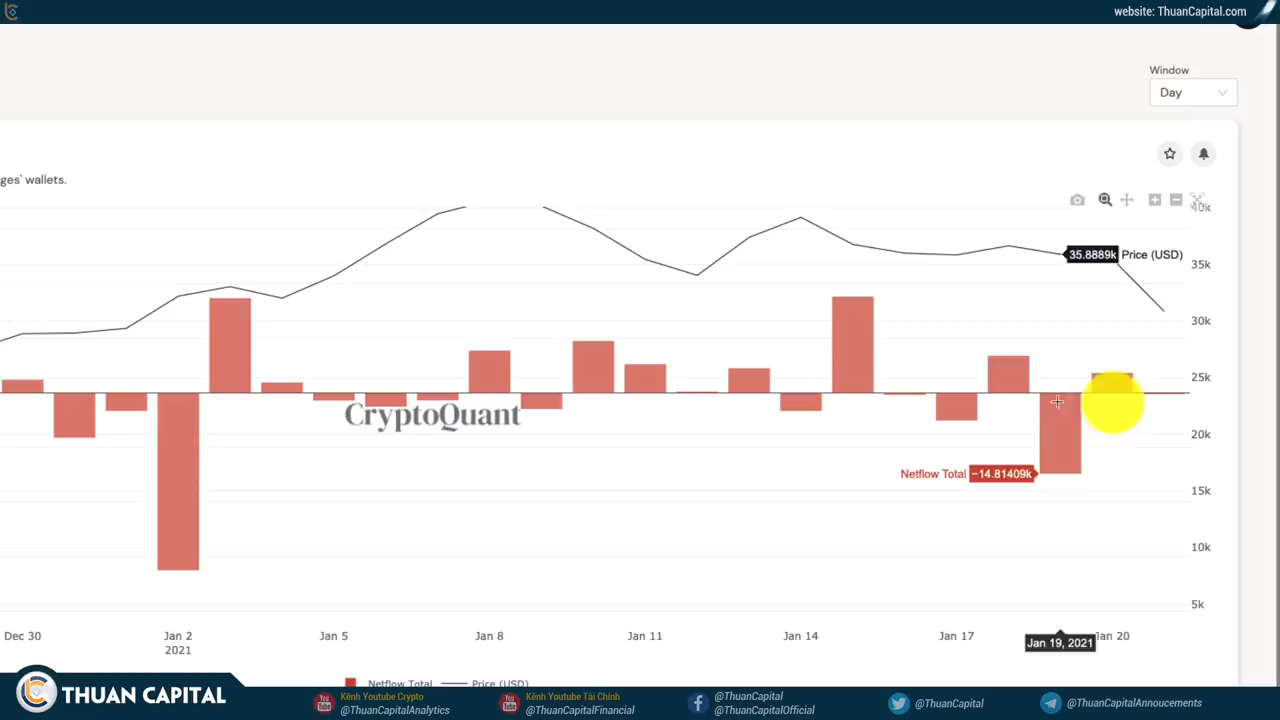 website: ThuanCapital.com
Window
Day
ges' wallets.
40k
35.8889k Price (USD)
35k
30k
25k
CryptoQuant
20k
Netflow Total −14.81409k
15k
10k
5k
Dec 30
Jan 2
2021
Jan 5
Jan 8
Jan 11
Jan 14
Jan 17
Jan 19, 2021
Jan 20
Netflow Total
Price (USD)
THUAN CAPITAL
Kênh Youtube Crypto
@ThuanCapitalAnalytics
Kênh Youtube Tài Chính
@ThuanCapitalFinancial
@ThuanCapital
@ThuanCapitalOfficial
@ThuanCapital
@ThuanCapitalAnnoucements